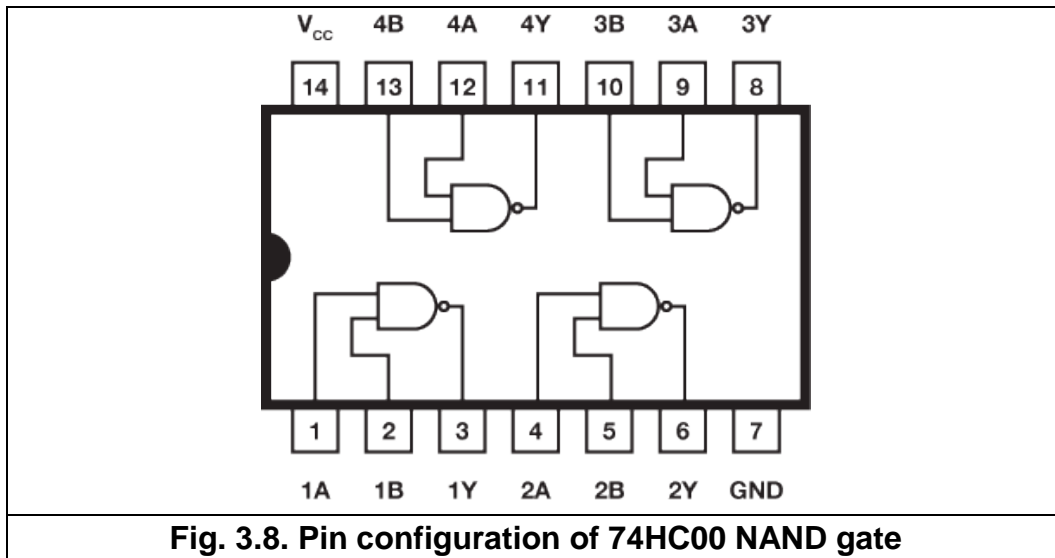 V_CC 4B 4A 4Y 3B 3A 3Y
14 13 12 11 10 9 8
1 2 3 4 5 6 7
1A 1B 1Y 2A 2B 2Y GND
Fig. 3.8. Pin configuration of 74HC00 NAND gate